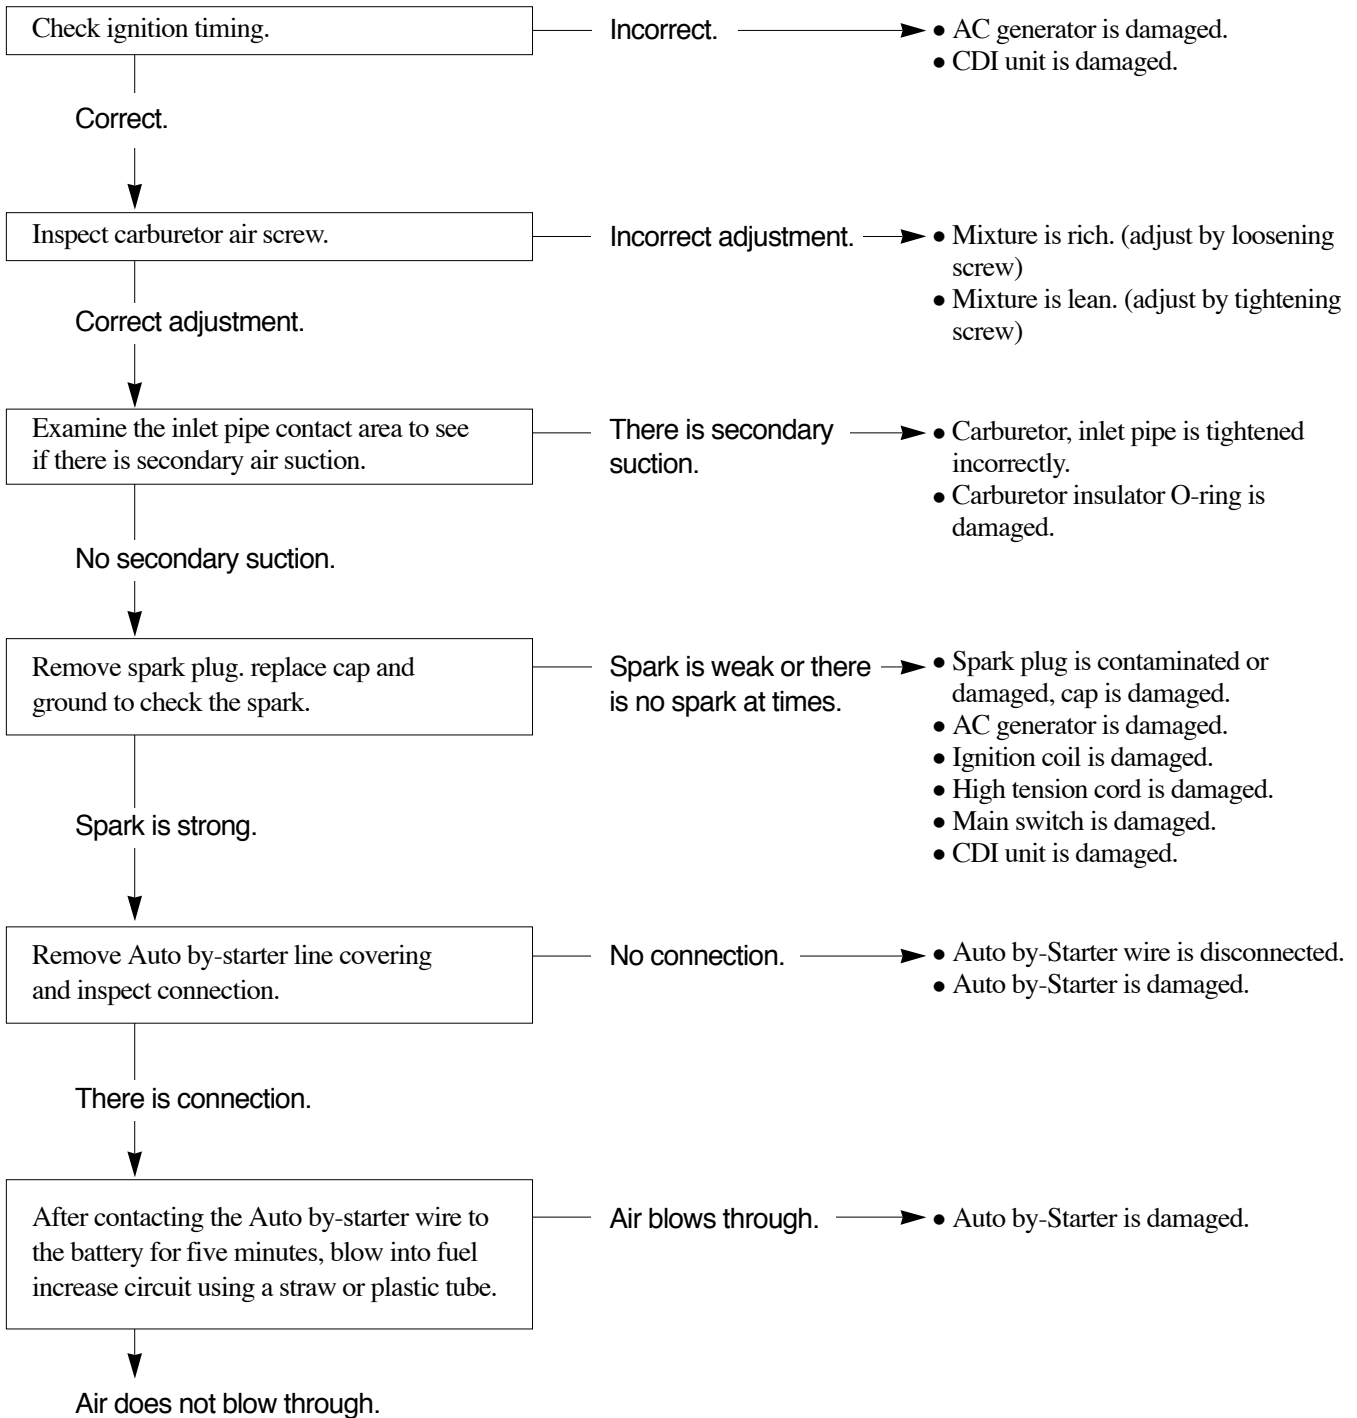 Check ignition timing.
Incorrect.
● AC generator is damaged.
● CDI unit is damaged.
Correct.
Inspect carburetor air screw.
Incorrect adjustment.
● Mixture is rich. (adjust by loosening
screw)
● Mixture is lean. (adjust by tightening
screw)
Correct adjustment.
Examine the inlet pipe contact area to see
if there is secondary air suction.
There is secondary
suction.
● Carburetor, inlet pipe is tightened
incorrectly.
● Carburetor insulator O-ring is
damaged.
No secondary suction.
Remove spark plug. replace cap and
ground to check the spark.
Spark is weak or there
is no spark at times.
● Spark plug is contaminated or
damaged, cap is damaged.
● AC generator is damaged.
● Ignition coil is damaged.
● High tension cord is damaged.
● Main switch is damaged.
● CDI unit is damaged.
Spark is strong.
Remove Auto by-starter line covering
and inspect connection.
No connection.
● Auto by-Starter wire is disconnected.
● Auto by-Starter is damaged.
There is connection.
After contacting the Auto by-starter wire to
the battery for five minutes, blow into fuel
increase circuit using a straw or plastic tube.
Air blows through.
● Auto by-Starter is damaged.
Air does not blow through.